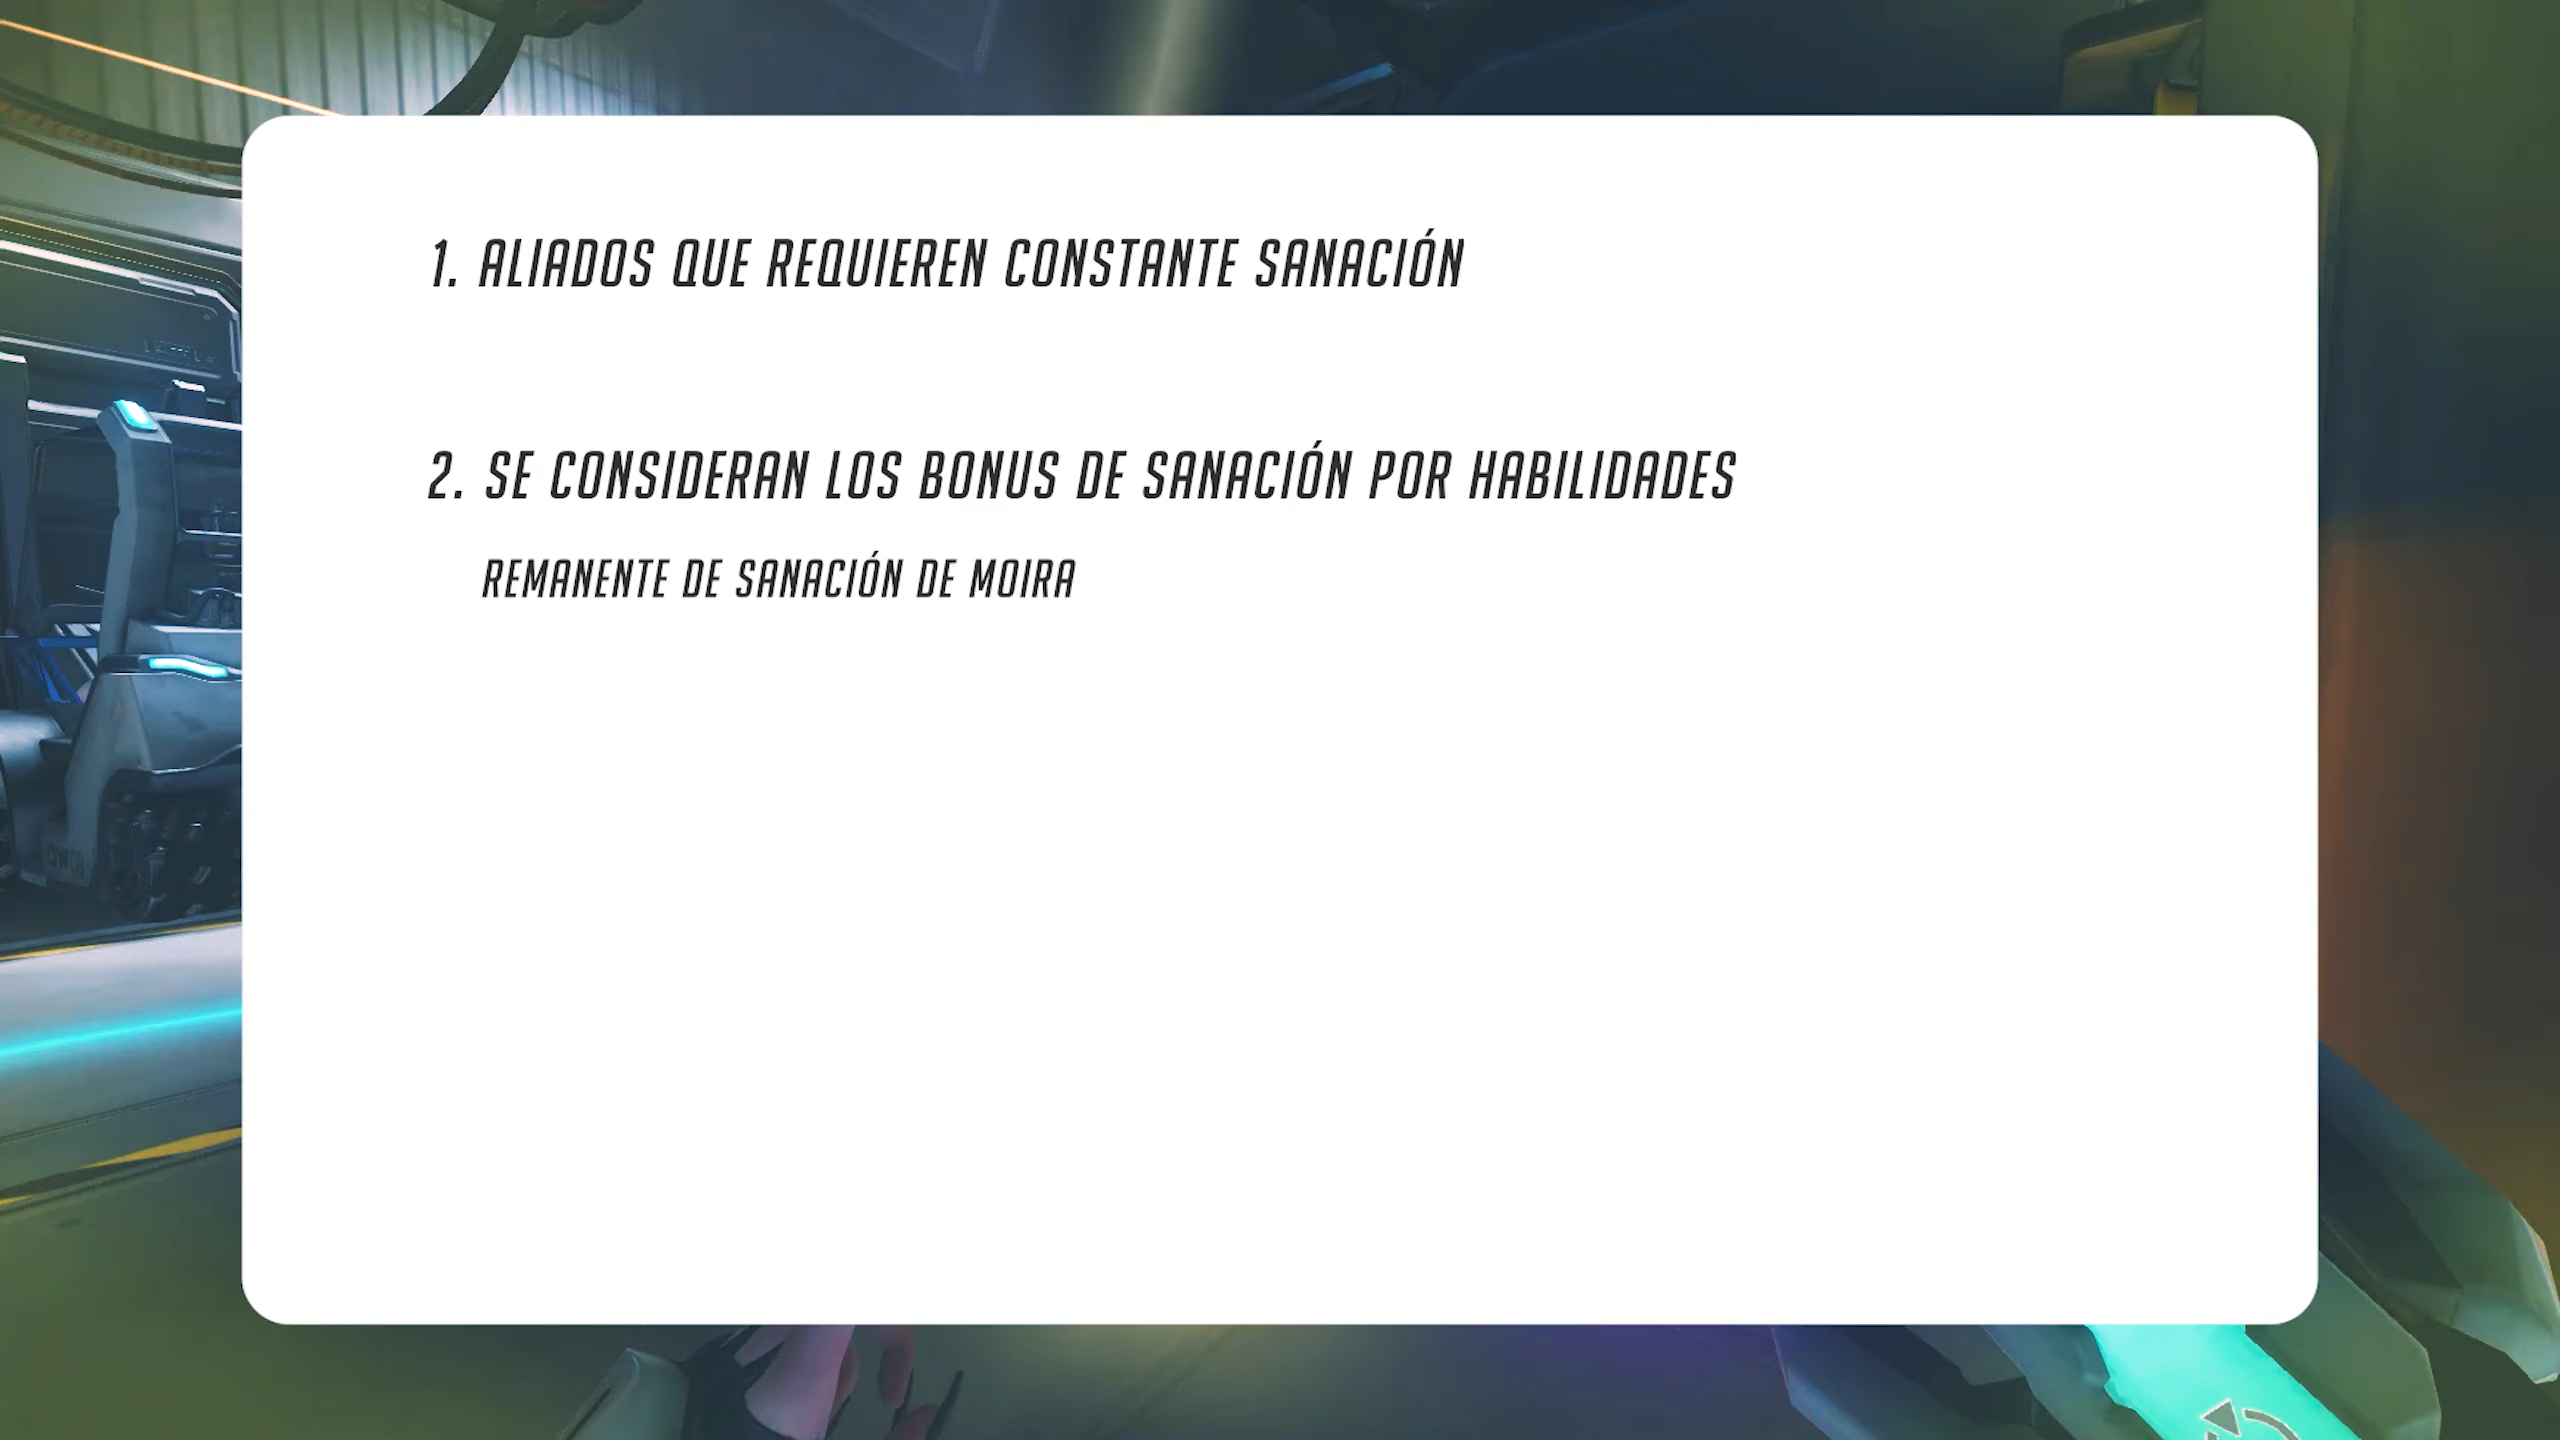 1. ALIADOS QUE REQUIEREN CONSTANTE SANACIÓN
2. SE CONSIDERAN LOS BONUS DE SANACIÓN POR HABILIDADES
REMANENTE DE SANACIÓN DE MOIRA